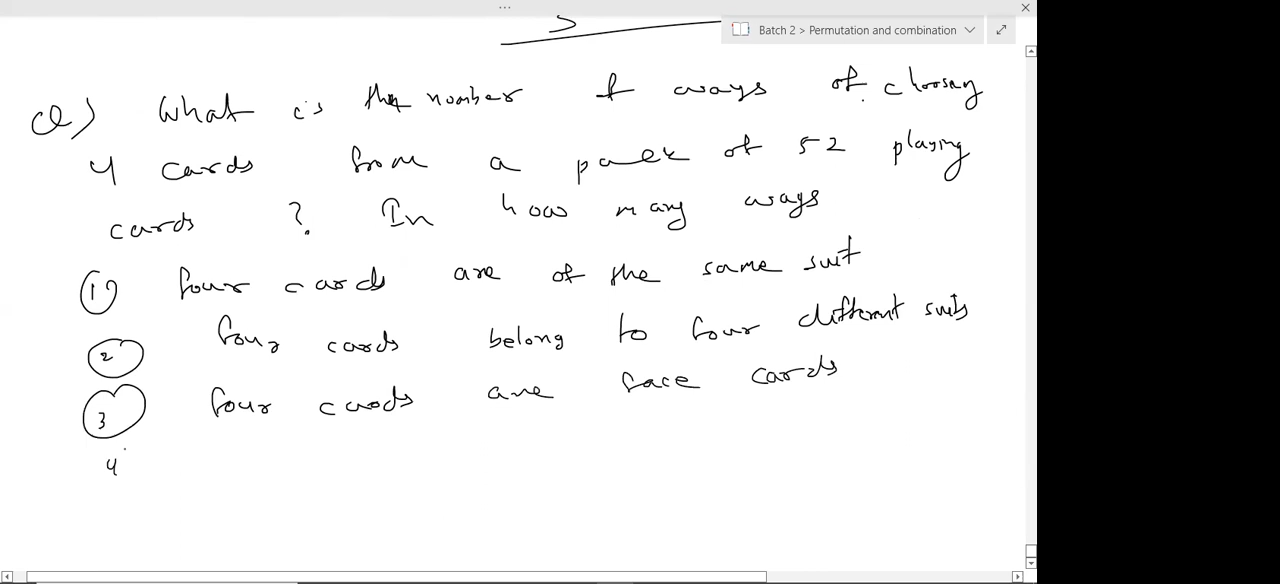 Batch 2 > Permutation and combination
Q) What is the number of ways of choosing
4 cards from a pack of 52 playing
cards ? In how many ways
1) four cards are of the same suit
2 four cards belong to four different suits
3 four cards are face cards
4